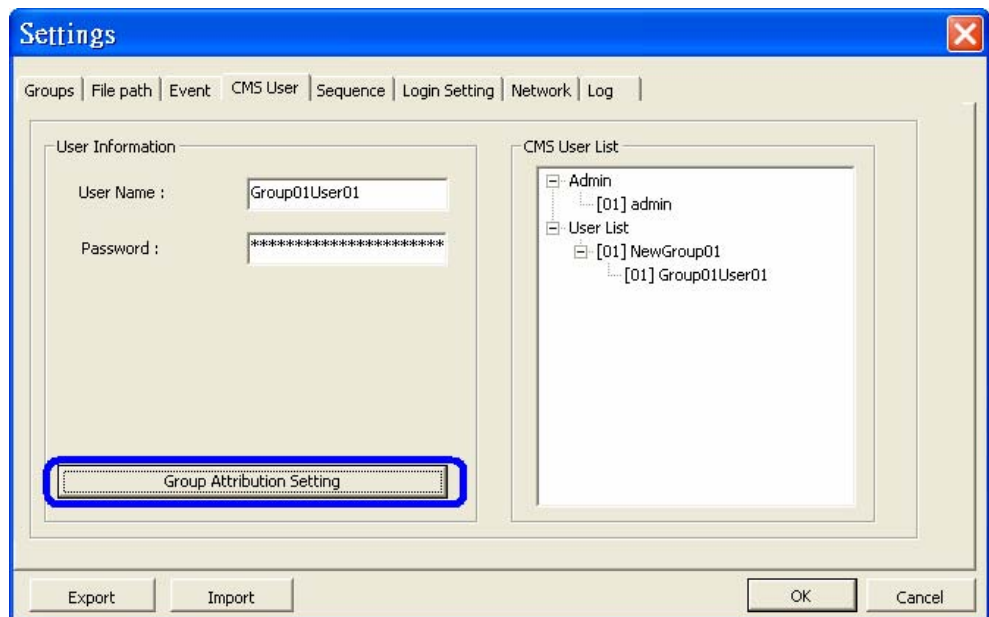 Settings
Groups File path Event CMS User Sequence Login Setting Network Log
User Information
User Name :
Group01User01
Password :
**********************
Group Attribution Setting
CMS User List
Admin
[01] admin
User List
[01] NewGroup01
[01] Group01User01
Export
Import
OK
Cancel